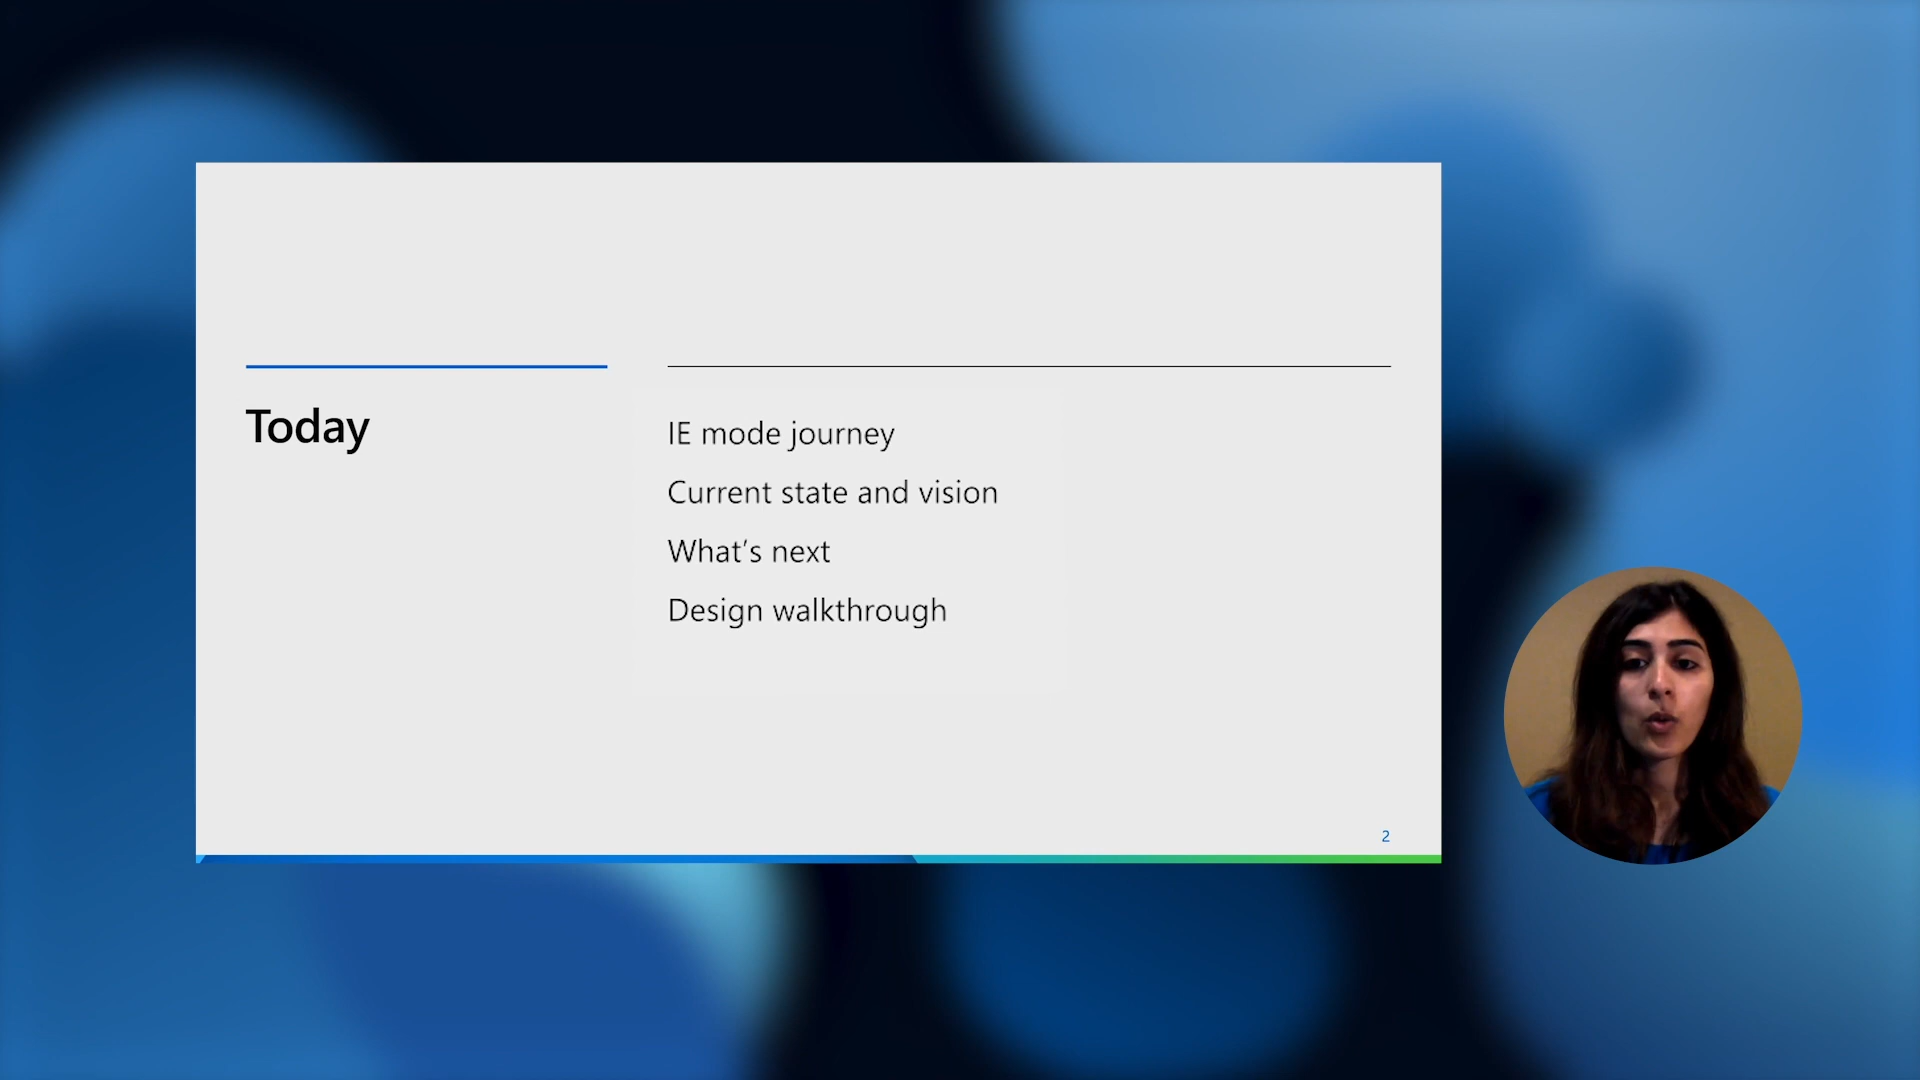 Today
IE mode journey
Current state and vision
What's next
Design walkthrough
2